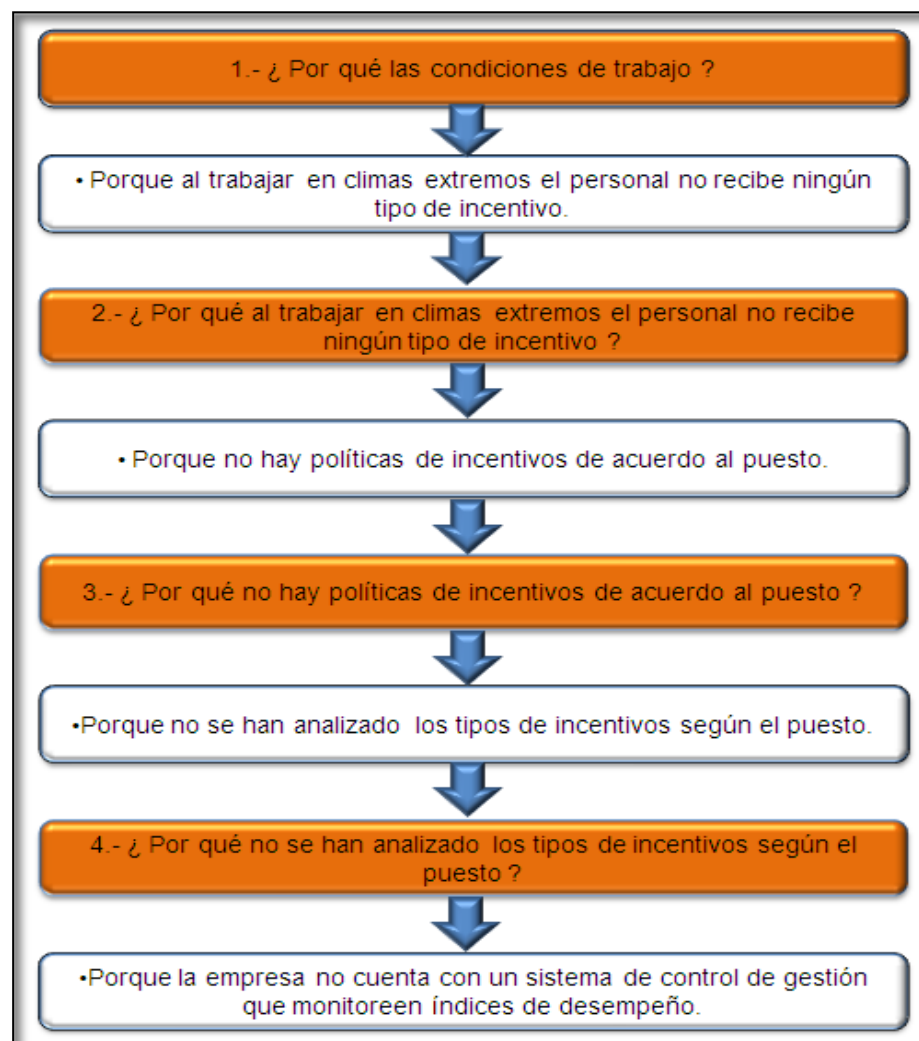 1.- ¿ Por qué las condiciones de trabajo ?
• Porque al trabajar en climas extremos el personal no recibe ningún
tipo de incentivo.
2.- ¿ Por qué al trabajar en climas extremos el personal no recibe
ningún tipo de incentivo ?
• Porque no hay políticas de incentivos de acuerdo al puesto.
3.- ¿ Por qué no hay políticas de incentivos de acuerdo al puesto ?
•Porque no se han analizado los tipos de incentivos según el puesto.
4.- ¿ Por qué no se han analizado los tipos de incentivos según el
puesto ?
•Porque la empresa no cuenta con un sistema de control de gestión
que monitoreen índices de desempeño.